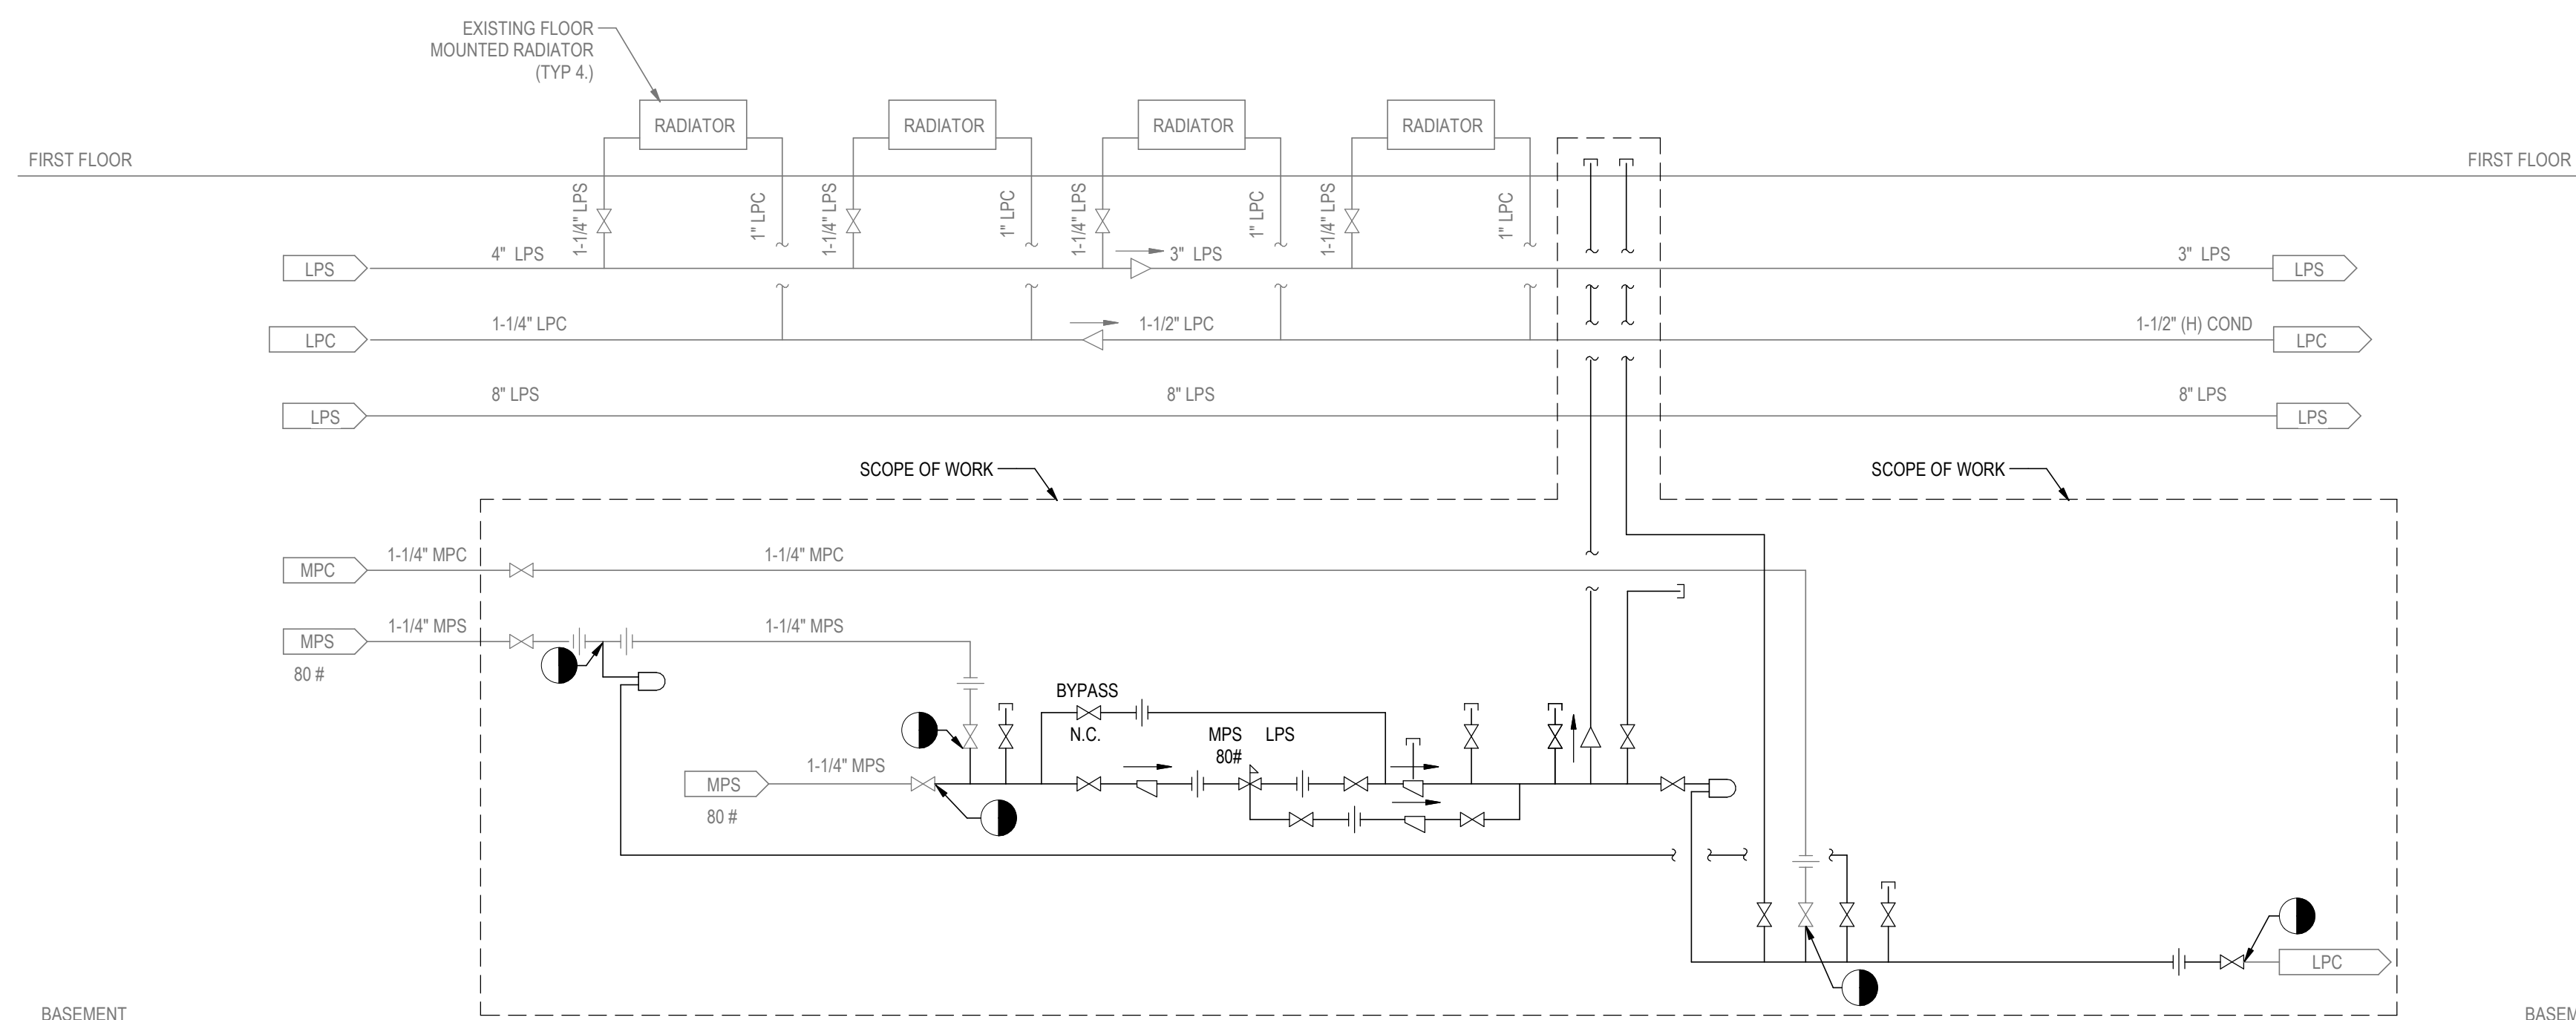 EXISTING FLOOR
MOUNTED RADIATOR
(TYP 4.)
RADIATOR
RADIATOR
RADIATOR
RADIATOR
FIRST FLOOR
FIRST FLOOR
1-1/4" LPS
1" LPC
1-1/4" LPS
1" LPC
1-1/4" LPS
1" LPC
1-1/4" LPS
1" LPC
LPS
4" LPS
3" LPS
3" LPS
LPS
LPC
1-1/4" LPC
1-1/2" LPC
1-1/2" (H) COND
LPC
LPS
8" LPS
8" LPS
8" LPS
LPS
SCOPE OF WORK
SCOPE OF WORK
MPC
1-1/4" MPC
1-1/4" MPC
MPS
1-1/4" MPS
1-1/4" MPS
80 #
BYPASS
N.C.
MPS LPS
80#
MPS
1-1/4" MPS
80 #
LPC
BASEMENT
BASEM